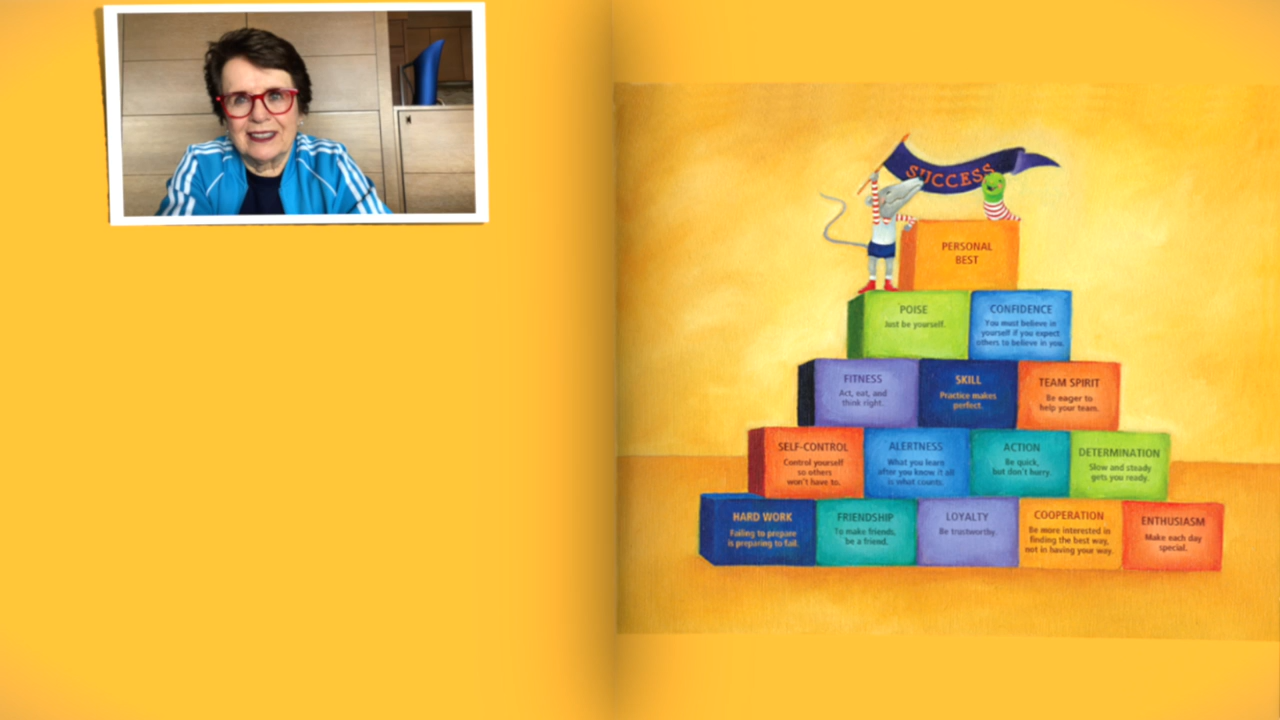 SUCCESS
PERSONAL
BEST
POISE
Just be yourself.
CONFIDENCE
You must believe in
yourself if you expect
others to believe in you.
FITNESS
Act, eat, and
think right.
SKILL
Practice makes
perfect.
TEAM SPIRIT
Be eager to
help your team.
SELF-CONTROL
Control yourself
so others
won't have to.
ALERTNESS
What you learn
after you know it all
is what counts.
ACTION
Be quick,
but don't hurry.
DETERMINATION
Slow and steady
gets you ready.
HARD WORK
Failing to prepare
is preparing to fail.
FRIENDSHIP
To make friends,
be a friend.
LOYALTY
Be trustworthy.
COOPERATION
Be more interested in
finding the best way,
not in having your way.
ENTHUSIASM
Make each day
special.